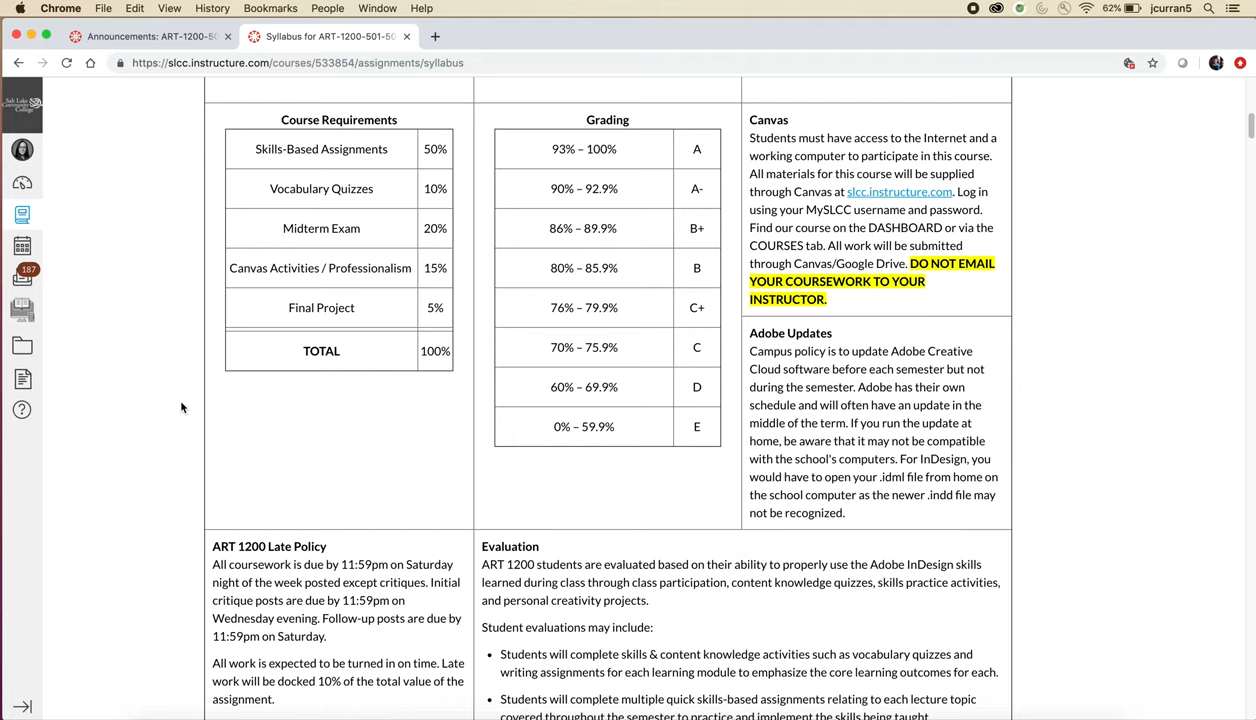 Chrome File Edit View History Bookmarks People Window Help
62% jcurran5
Announcements: ART-1200-50
Syllabus for ART-1200-501-50
https://slcc.instructure.com/courses/533854/assignments/syllabus
Salt Lake
Community
College
187
Course Requirements
Skills-Based Assignments 50%
Vocabulary Quizzes 10%
Midterm Exam 20%
Canvas Activities / Professionalism 15%
Final Project 5%
TOTAL 100%
Grading
93% – 100% A
90% – 92.9% A-
86% – 89.9% B+
80% – 85.9% B
76% – 79.9% C+
70% – 75.9% C
60% – 69.9% D
0% – 59.9% E
Canvas
Students must have access to the Internet and a
working computer to participate in this course.
All materials for this course will be supplied
through Canvas at slcc.instructure.com. Log in
using your MySLCC username and password.
Find our course on the DASHBOARD or via the
COURSES tab. All work will be submitted
through Canvas/Google Drive. DO NOT EMAIL
YOUR COURSEWORK TO YOUR
INSTRUCTOR.
Adobe Updates
Campus policy is to update Adobe Creative
Cloud software before each semester but not
during the semester. Adobe has their own
schedule and will often have an update in the
middle of the term. If you run the update at
home, be aware that it may not be compatible
with the school's computers. For InDesign, you
would have to open your .idml file from home on
the school computer as the newer .indd file may
not be recognized.
ART 1200 Late Policy
All coursework is due by 11:59pm on Saturday
night of the week posted except critiques. Initial
critique posts are due by 11:59pm on
Wednesday evening. Follow-up posts are due by
11:59pm on Saturday.
All work is expected to be turned in on time. Late
work will be docked 10% of the total value of the
assignment.
Evaluation
ART 1200 students are evaluated based on their ability to properly use the Adobe InDesign skills
learned during class through class participation, content knowledge quizzes, skills practice activities,
and personal creativity projects.
Student evaluations may include:
• Students will complete skills & content knowledge activities such as vocabulary quizzes and
writing assignments for each learning module to emphasize the core learning outcomes for each.
• Students will complete multiple quick skills-based assignments relating to each lecture topic
covered throughout the semester to practice and implement the skills being taught.